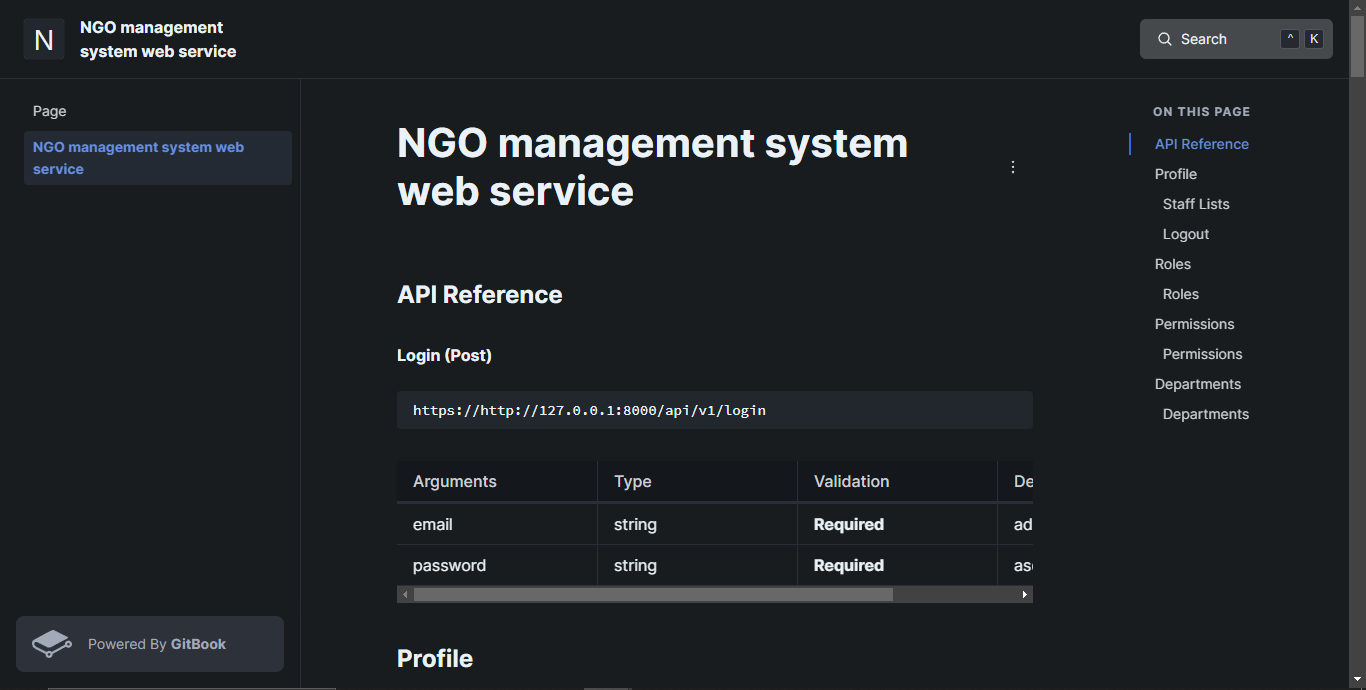 N
NGO management
system web service
Search
^ K
Page
NGO management system web
service
NGO management system
web service
API Reference
Login (Post)
https://http://127.0.0.1:8000/api/v1/login
Arguments Type Validation De
email string Required ad
password string Required
Profile
ON THIS PAGE
API Reference
Profile
Staff Lists
Logout
Roles
Roles
Permissions
Permissions
Departments
Departments
Powered By GitBook